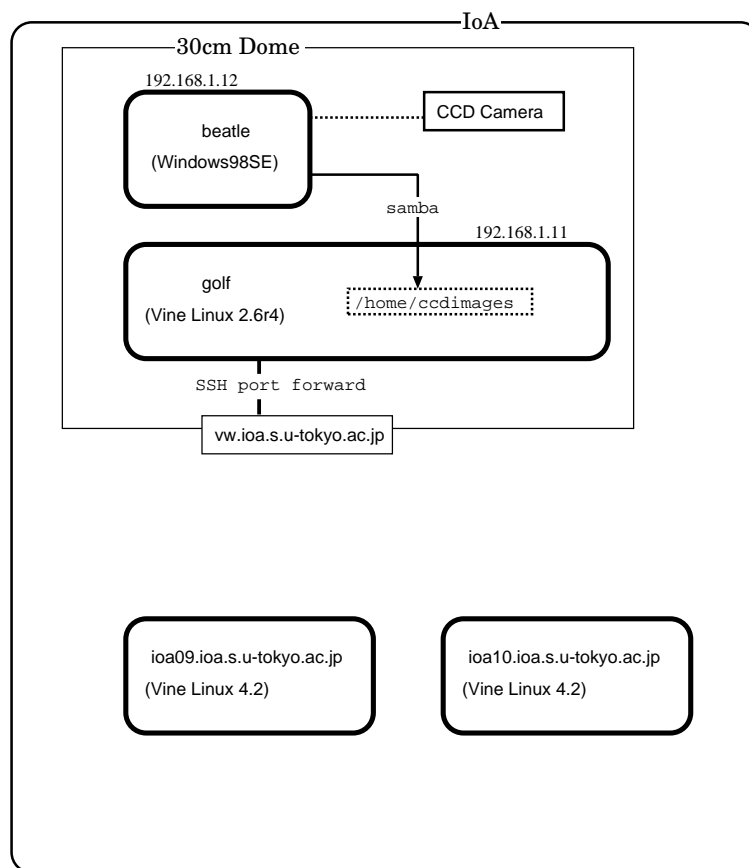 IoA
30cm Dome
192.168.1.12
beatle
(Windows98SE)
CCD Camera
samba
192.168.1.11
golf
(Vine Linux 2.6r4)
/home/ccdimages
SSH port forward
vw.ioa.s.u-tokyo.ac.jp
ioa09.ioa.s.u-tokyo.ac.jp
(Vine Linux 4.2)
ioa10.ioa.s.u-tokyo.ac.jp
(Vine Linux 4.2)